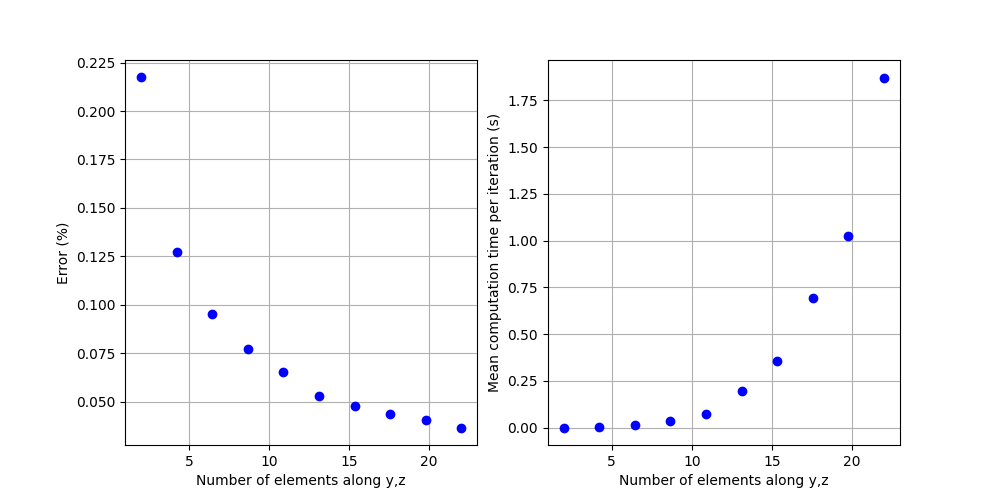 0.225
0.200
0.175
0.150
0.125
0.100
0.075
0.050
Error (%)
5 10 15 20
Number of elements along y,z
1.75
1.50
1.25
1.00
0.75
0.50
0.25
0.00
Mean computation time per iteration (s)
5 10 15 20
Number of elements along y,z